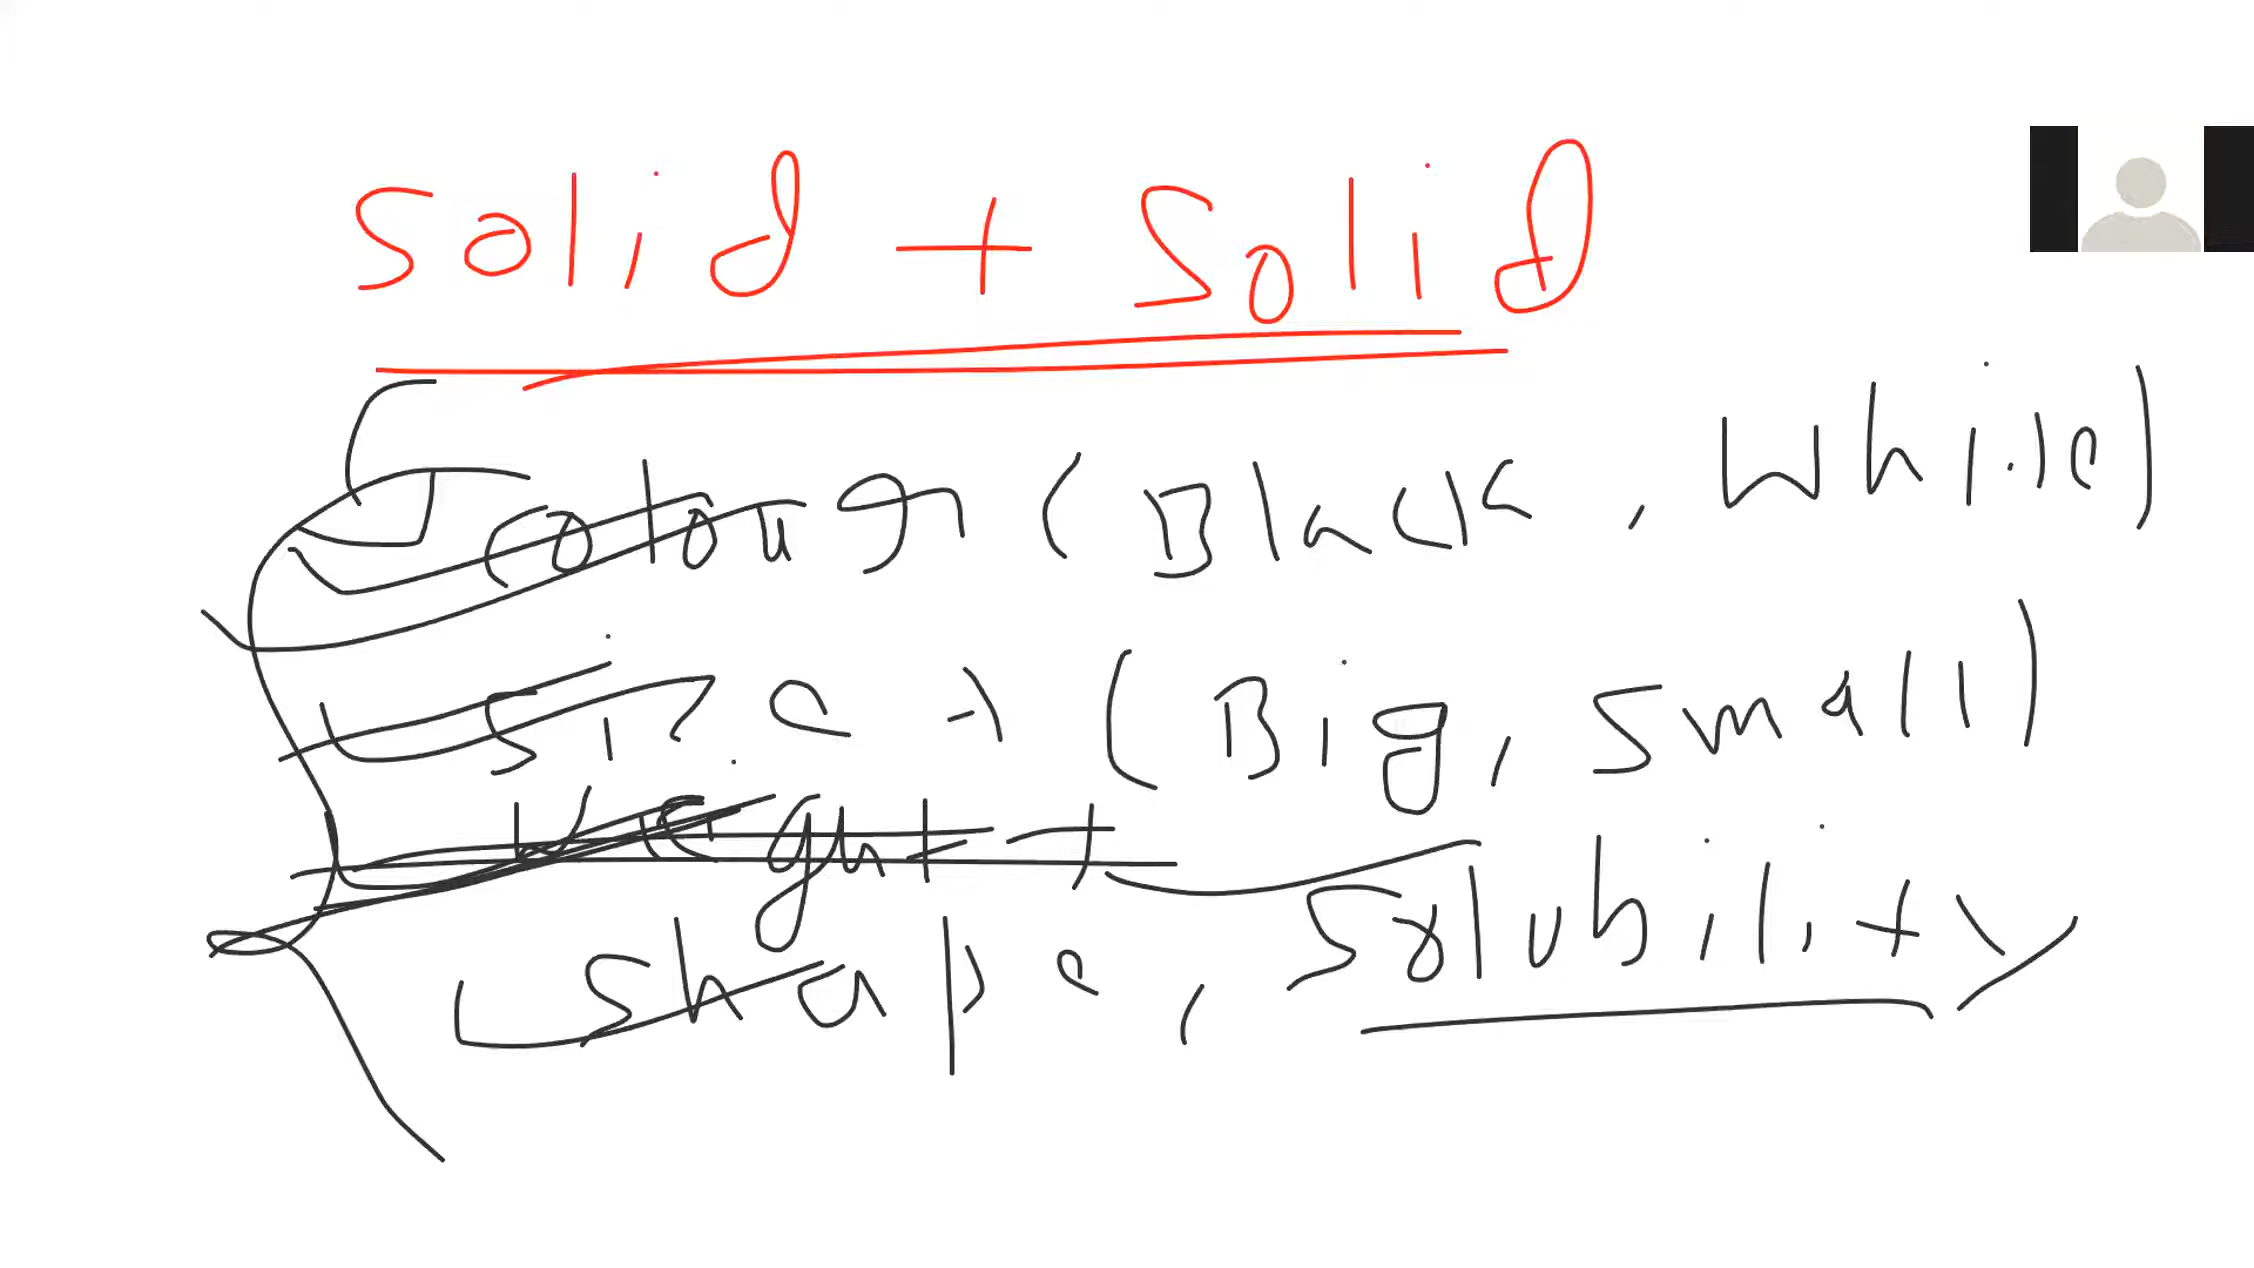 Solid + Solid
Colour (Black, White)
Size → (Big, Small)
Weight →
Shape, Solubility